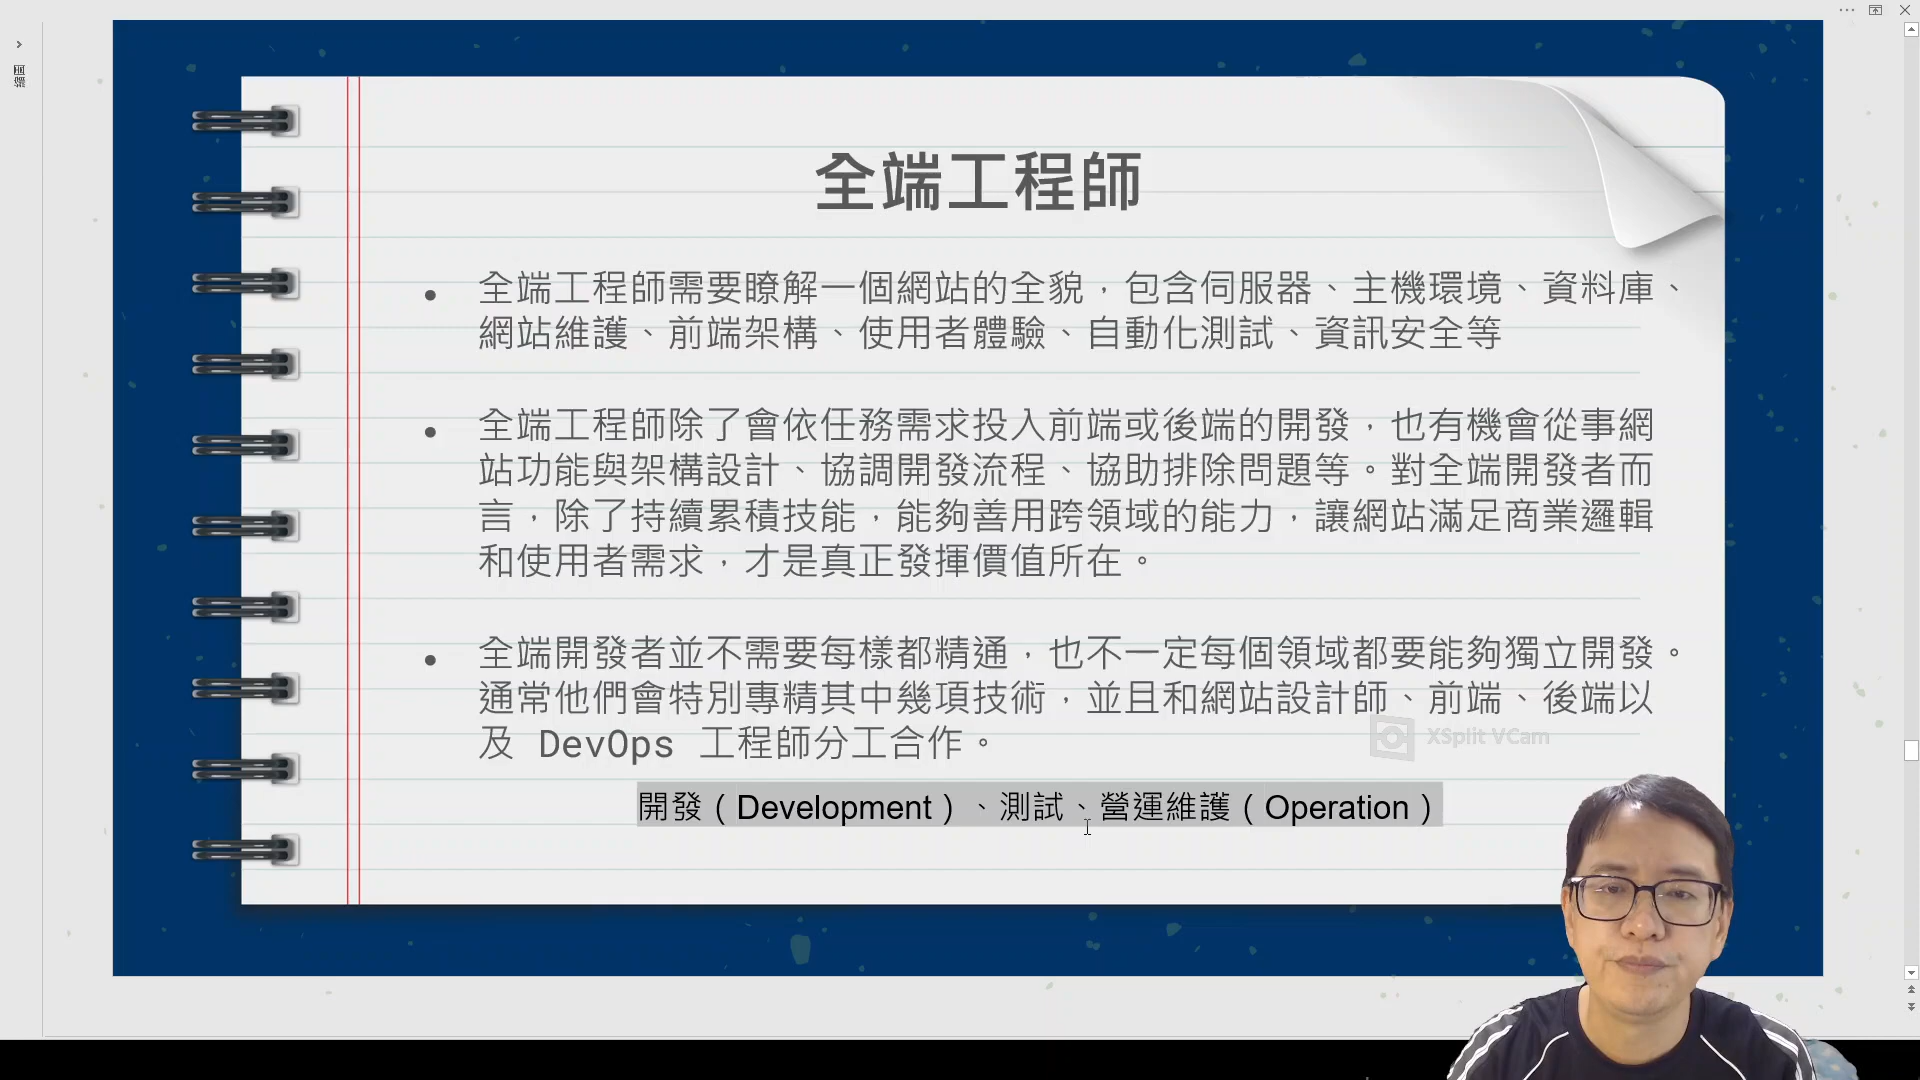 縮圖
全端工程師
• 全端工程師需要瞭解一個網站的全貌，包含伺服器、主機環境、資料庫、
網站維護、前端架構、使用者體驗、自動化測試、資訊安全等
• 全端工程師除了會依任務需求投入前端或後端的開發，也有機會從事網
站功能與架構設計、協調開發流程、協助排除問題等。對全端開發者而
言，除了持續累積技能，能夠善用跨領域的能力，讓網站滿足商業邏輯
和使用者需求，才是真正發揮價值所在。
• 全端開發者並不需要每樣都精通，也不一定每個領域都要能夠獨立開發。
通常他們會特別專精其中幾項技術，並且和網站設計師、前端、後端以
及 DevOps 工程師分工合作。
XSplit VCam
開發（Development）、測試、營運維護（Operation）